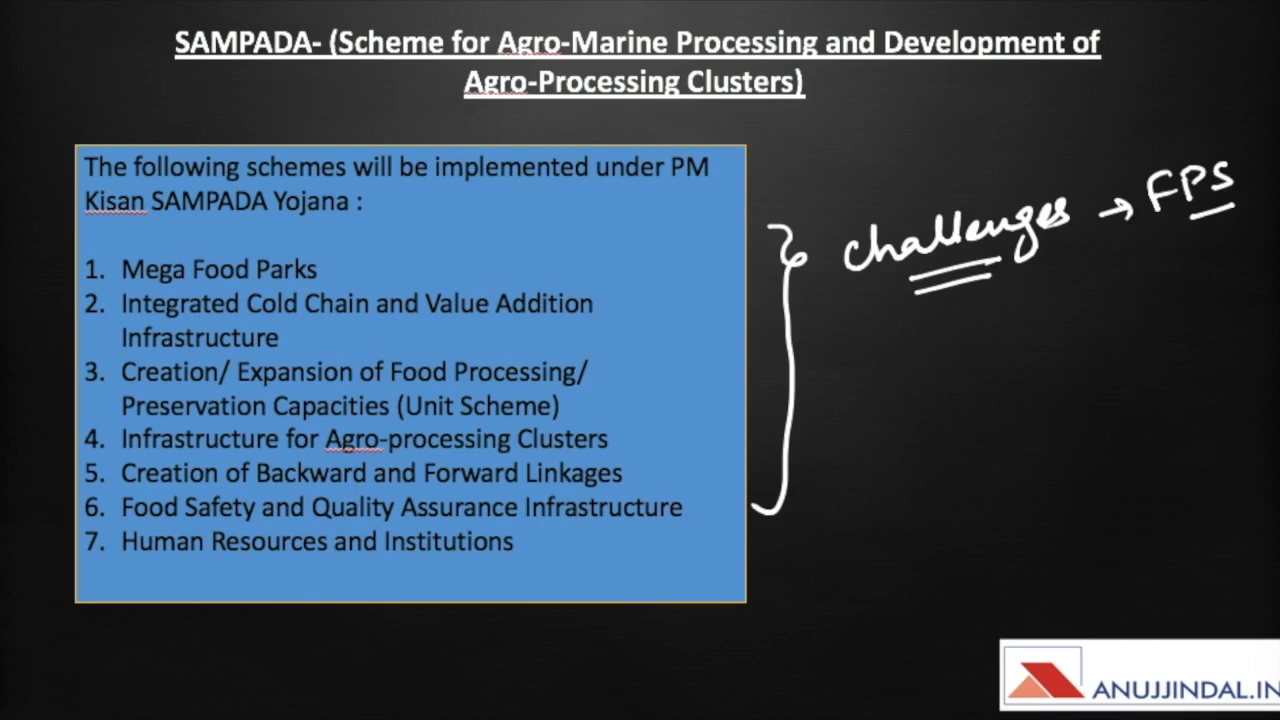 SAMPADA- (Scheme for Agro-Marine Processing and Development of
Agro-Processing Clusters)
The following schemes will be implemented under PM
Kisan SAMPADA Yojana :
1. Mega Food Parks
2. Integrated Cold Chain and Value Addition
Infrastructure
3. Creation/ Expansion of Food Processing/
Preservation Capacities (Unit Scheme)
4. Infrastructure for Agro-processing Clusters
5. Creation of Backward and Forward Linkages
6. Food Safety and Quality Assurance Infrastructure
7. Human Resources and Institutions
challenges → FPS
ANUJJINDAL.IN